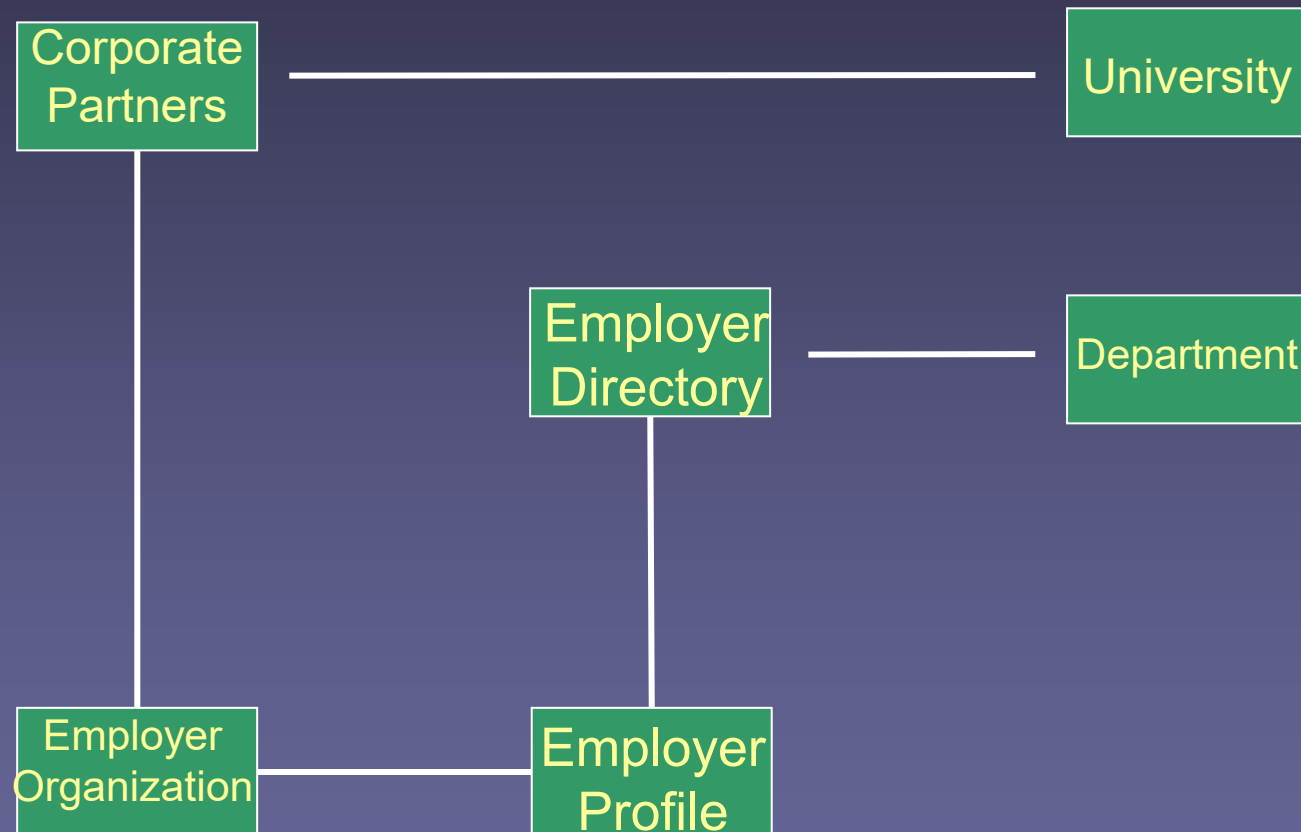 Corporate
Partners
University
Employer
Directory
Department
Employer
Organization
Employer
Profile